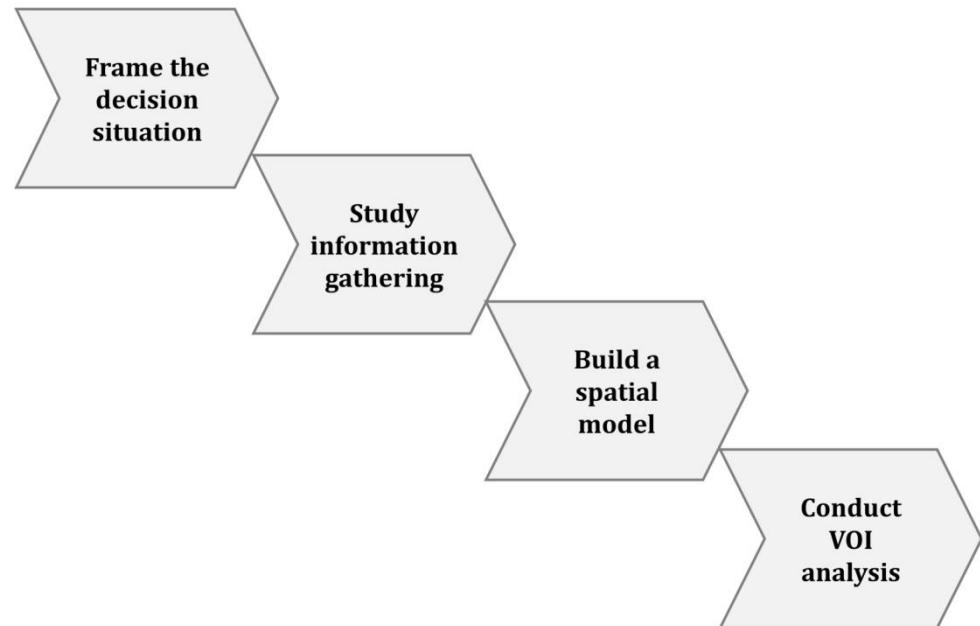 Frame the
decision
situation
Study
information
gathering
Build a
spatial
model
Conduct
VOI
analysis